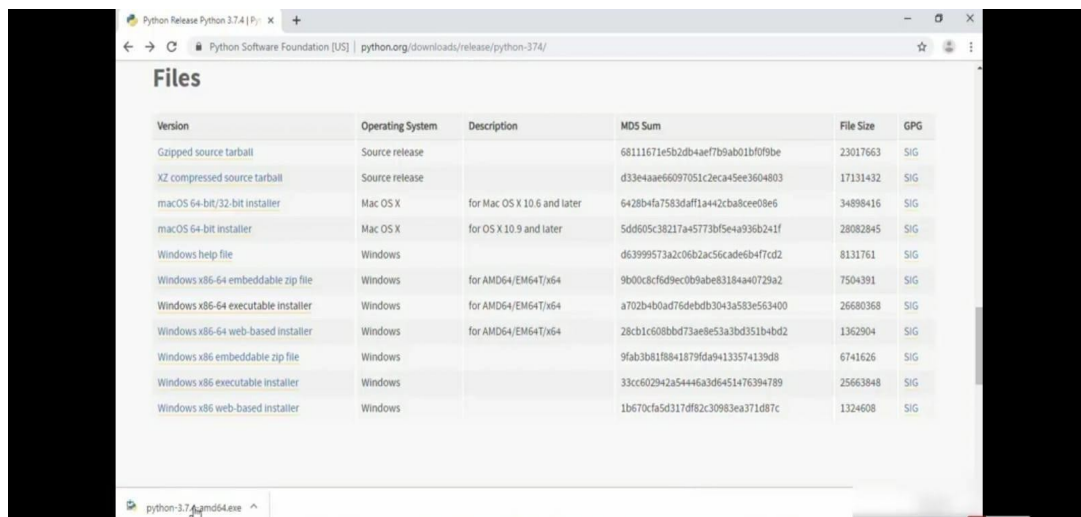 Python Release Python 3.7.4 | Py
Python Software Foundation [US] | python.org/downloads/release/python-374/
Files
Version Operating System Description MD5 Sum File Size GPG
Gzipped source tarball Source release 68111671e5b2db4aef7b9ab01bf0f9be 23017663 SIG
XZ compressed source tarball Source release d33e4aae66097051c2eca45ee3604803 17131432 SIG
macOS 64-bit/32-bit installer Mac OS X for Mac OS X 10.6 and later 6428b4fa7583daff1a442cba8cee08e6 34898416 SIG
macOS 64-bit installer Mac OS X for OS X 10.9 and later 5dd605c38217a45773bf5e4a936b241f 28082845 SIG
Windows help file Windows d63999573a2c06b2ac56cade6b4f7cd2 8131761 SIG
Windows x86-64 embeddable zip file Windows for AMD64/EM64T/x64 9b00c8cf6d9ec0b9abe83184a40729a2 7504391 SIG
Windows x86-64 executable installer Windows for AMD64/EM64T/x64 a702b4b0ad76debdb3043a583e563400 26680368 SIG
Windows x86-64 web-based installer Windows for AMD64/EM64T/x64 28cb1c608bbd73ae8e53a3bd351b4bd2 1362904 SIG
Windows x86 embeddable zip file Windows 9fab3b81f8841879fda94133574139d8 6741626 SIG
Windows x86 executable installer Windows 33cc602942a54446a3d6451476394789 25663848 SIG
Windows x86 web-based installer Windows 1b670cfa5d317df82c30983ea371d87c 1324608 SIG
python-3.7.4-amd64.exe